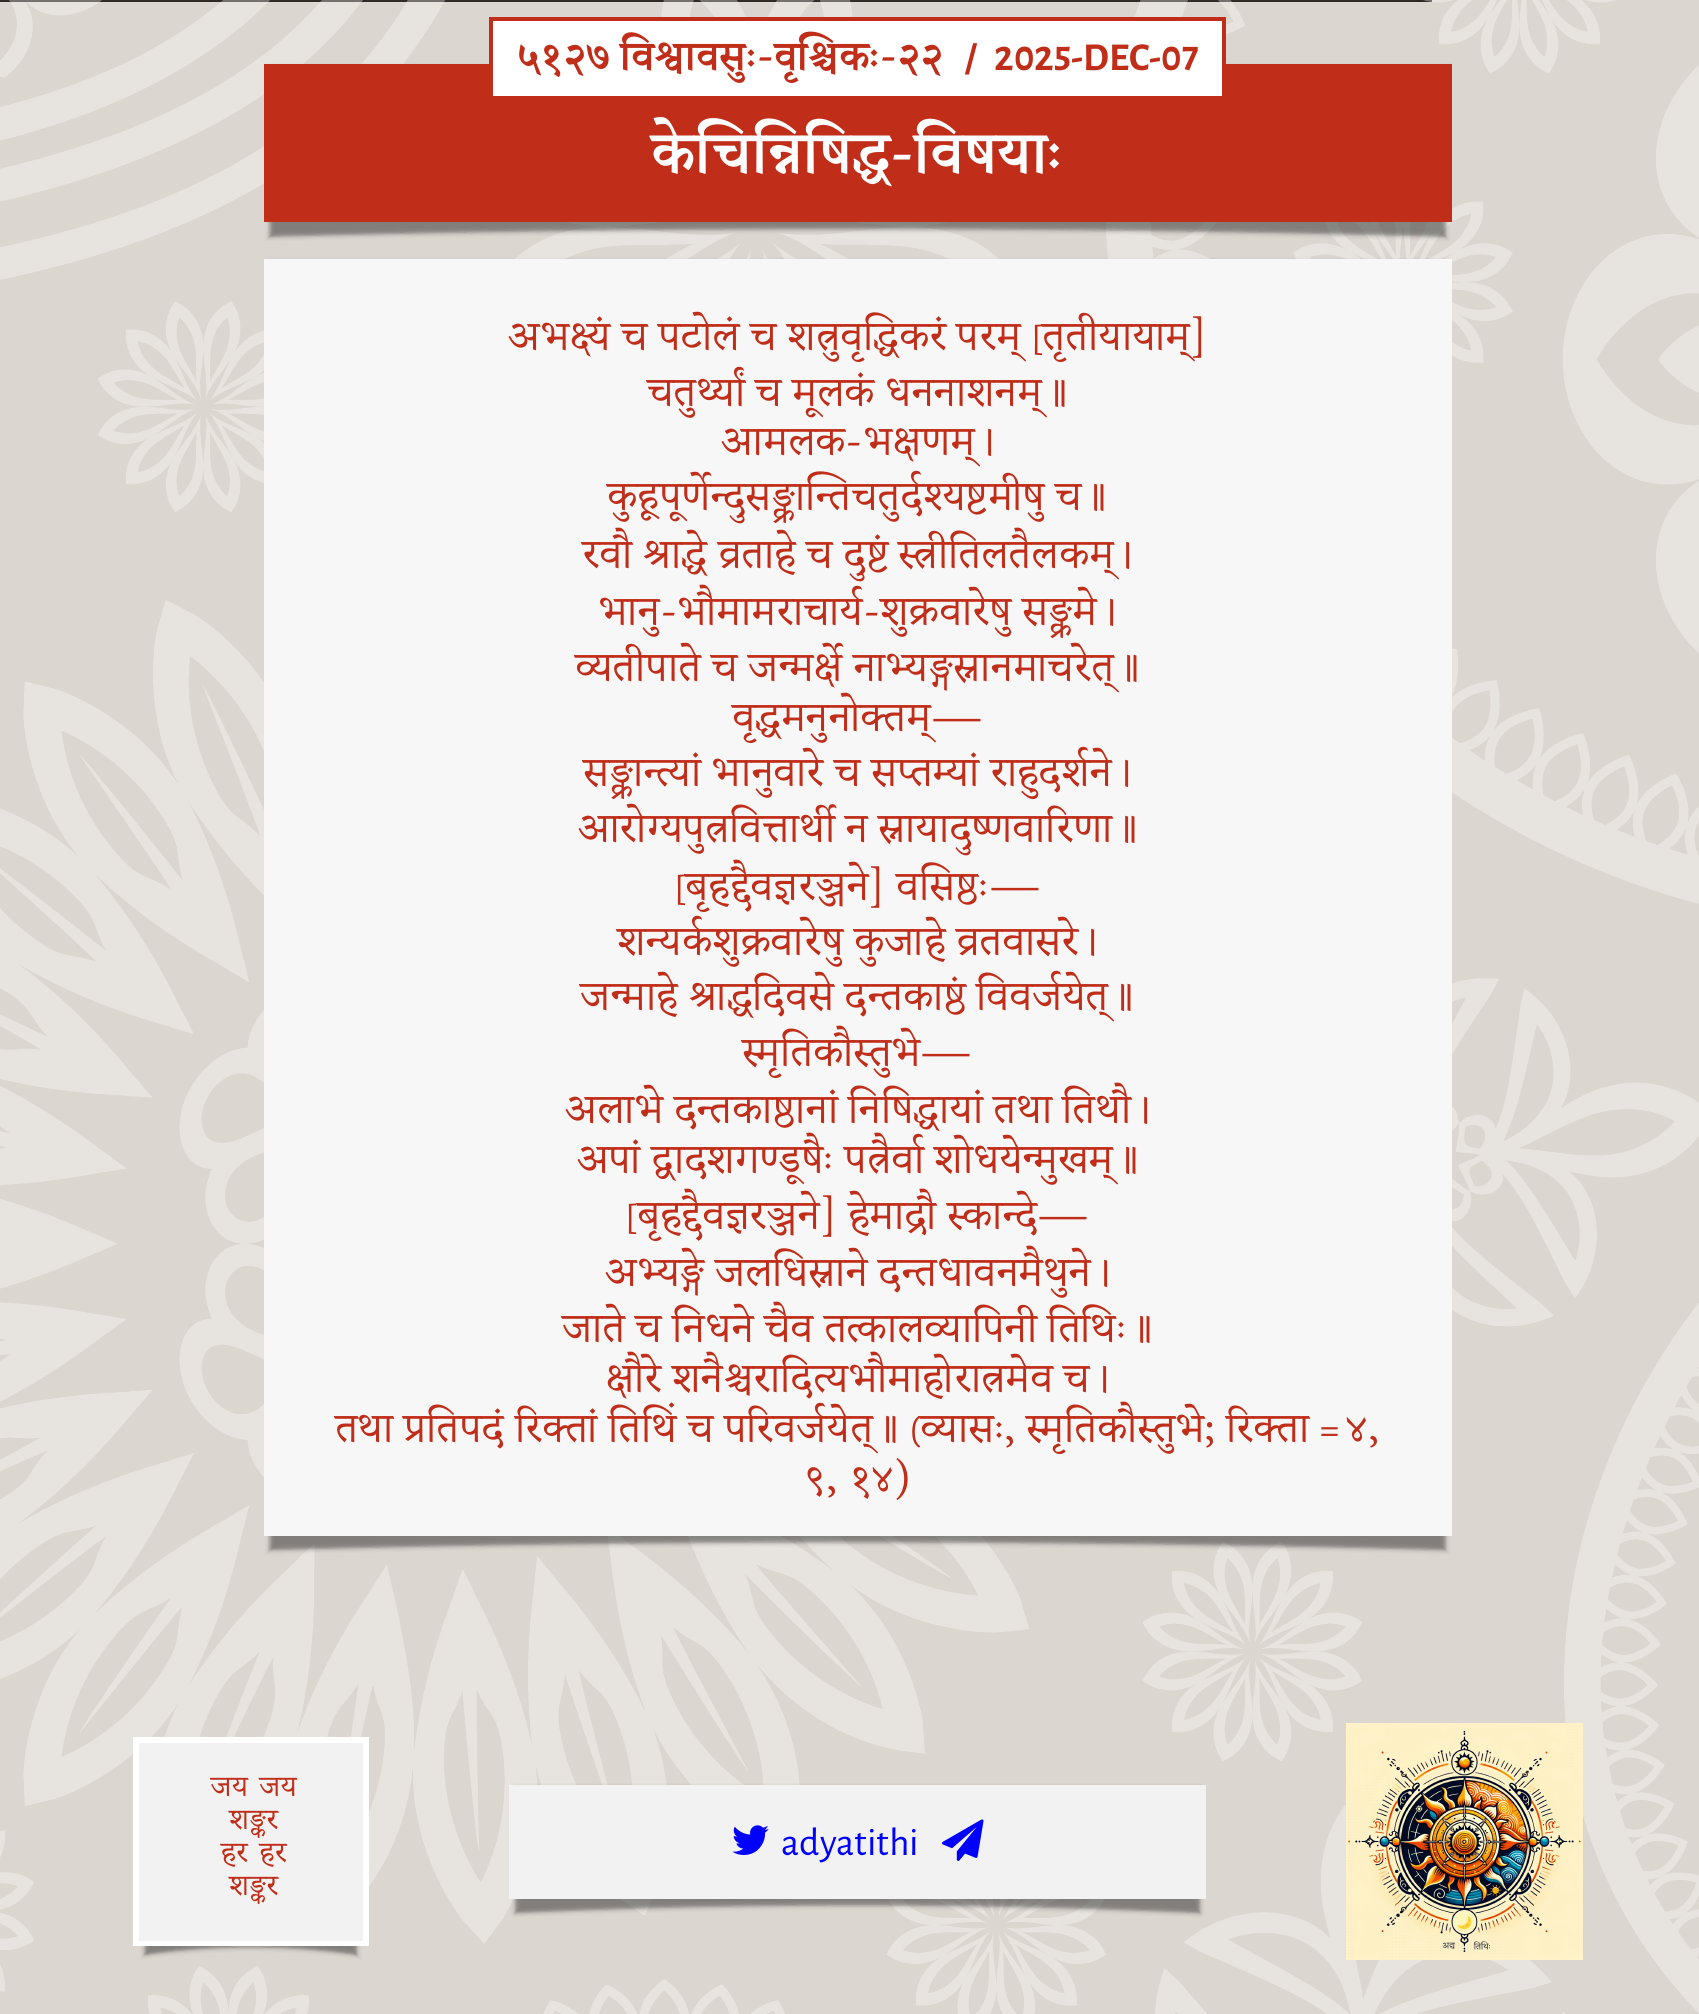 ५१२७ विश्वावसुः-वृश्चिकः-२२ / 2025-DEC-07
केचिन्निषिद्ध-विषयाः
अभक्ष्यं च पटोलं च शत्रुवृद्धिकरं परम् [तृतीयायाम्]
चतुर्थ्यां च मूलकं धननाशनम्॥
आमलक-भक्षणम्।
कुहूपूर्णेन्दुसङ्क्रान्तिचतुर्दश्यष्टमीषु च॥
रवौ श्राद्धे व्रताहे च दुष्टं स्त्रीतिलतैलकम्।
भानु-भौमामराचार्य-शुक्रवारेषु सङ्क्रमे।
व्यतीपाते च जन्मर्क्षे नाभ्यङ्गस्नानमाचरेत्॥
वृद्धमनुनोक्तम्—
सङ्क्रान्त्यां भानुवारे च सप्तम्यां राहुदर्शने।
आरोग्यपुत्रवित्तार्थी न स्नायादुष्णवारिणा॥
[बृहद्दैवज्ञरञ्जने] वसिष्ठः—
शन्यर्कशुक्रवारेषु कुजाहे व्रतवासरे।
जन्माहे श्राद्धदिवसे दन्तकाष्ठं विवर्जयेत्॥
स्मृतिकौस्तुभे—
अलाभे दन्तकाष्ठानां निषिद्धायां तथा तिथौ।
अपां द्वादशगण्डूषैः पत्रैर्वा शोधयेन्मुखम्॥
[बृहद्दैवज्ञरञ्जने] हेमाद्रौ स्कान्दे—
अभ्यङ्गे जलधिस्नाने दन्तधावनमैथुने।
जाते च निधने चैव तत्कालव्यापिनी तिथिः॥
क्षौरे शनैश्चरादित्यभौमाहोरात्रमेव च।
तथा प्रतिपदं रिक्तां तिथिं च परिवर्जयेत्॥ (व्यासः, स्मृतिकौस्तुभे; रिक्ता = ४,
९, १४)
जय जय
शङ्कर
हर हर
शङ्कर
adyatithi
अद्य तिथिः